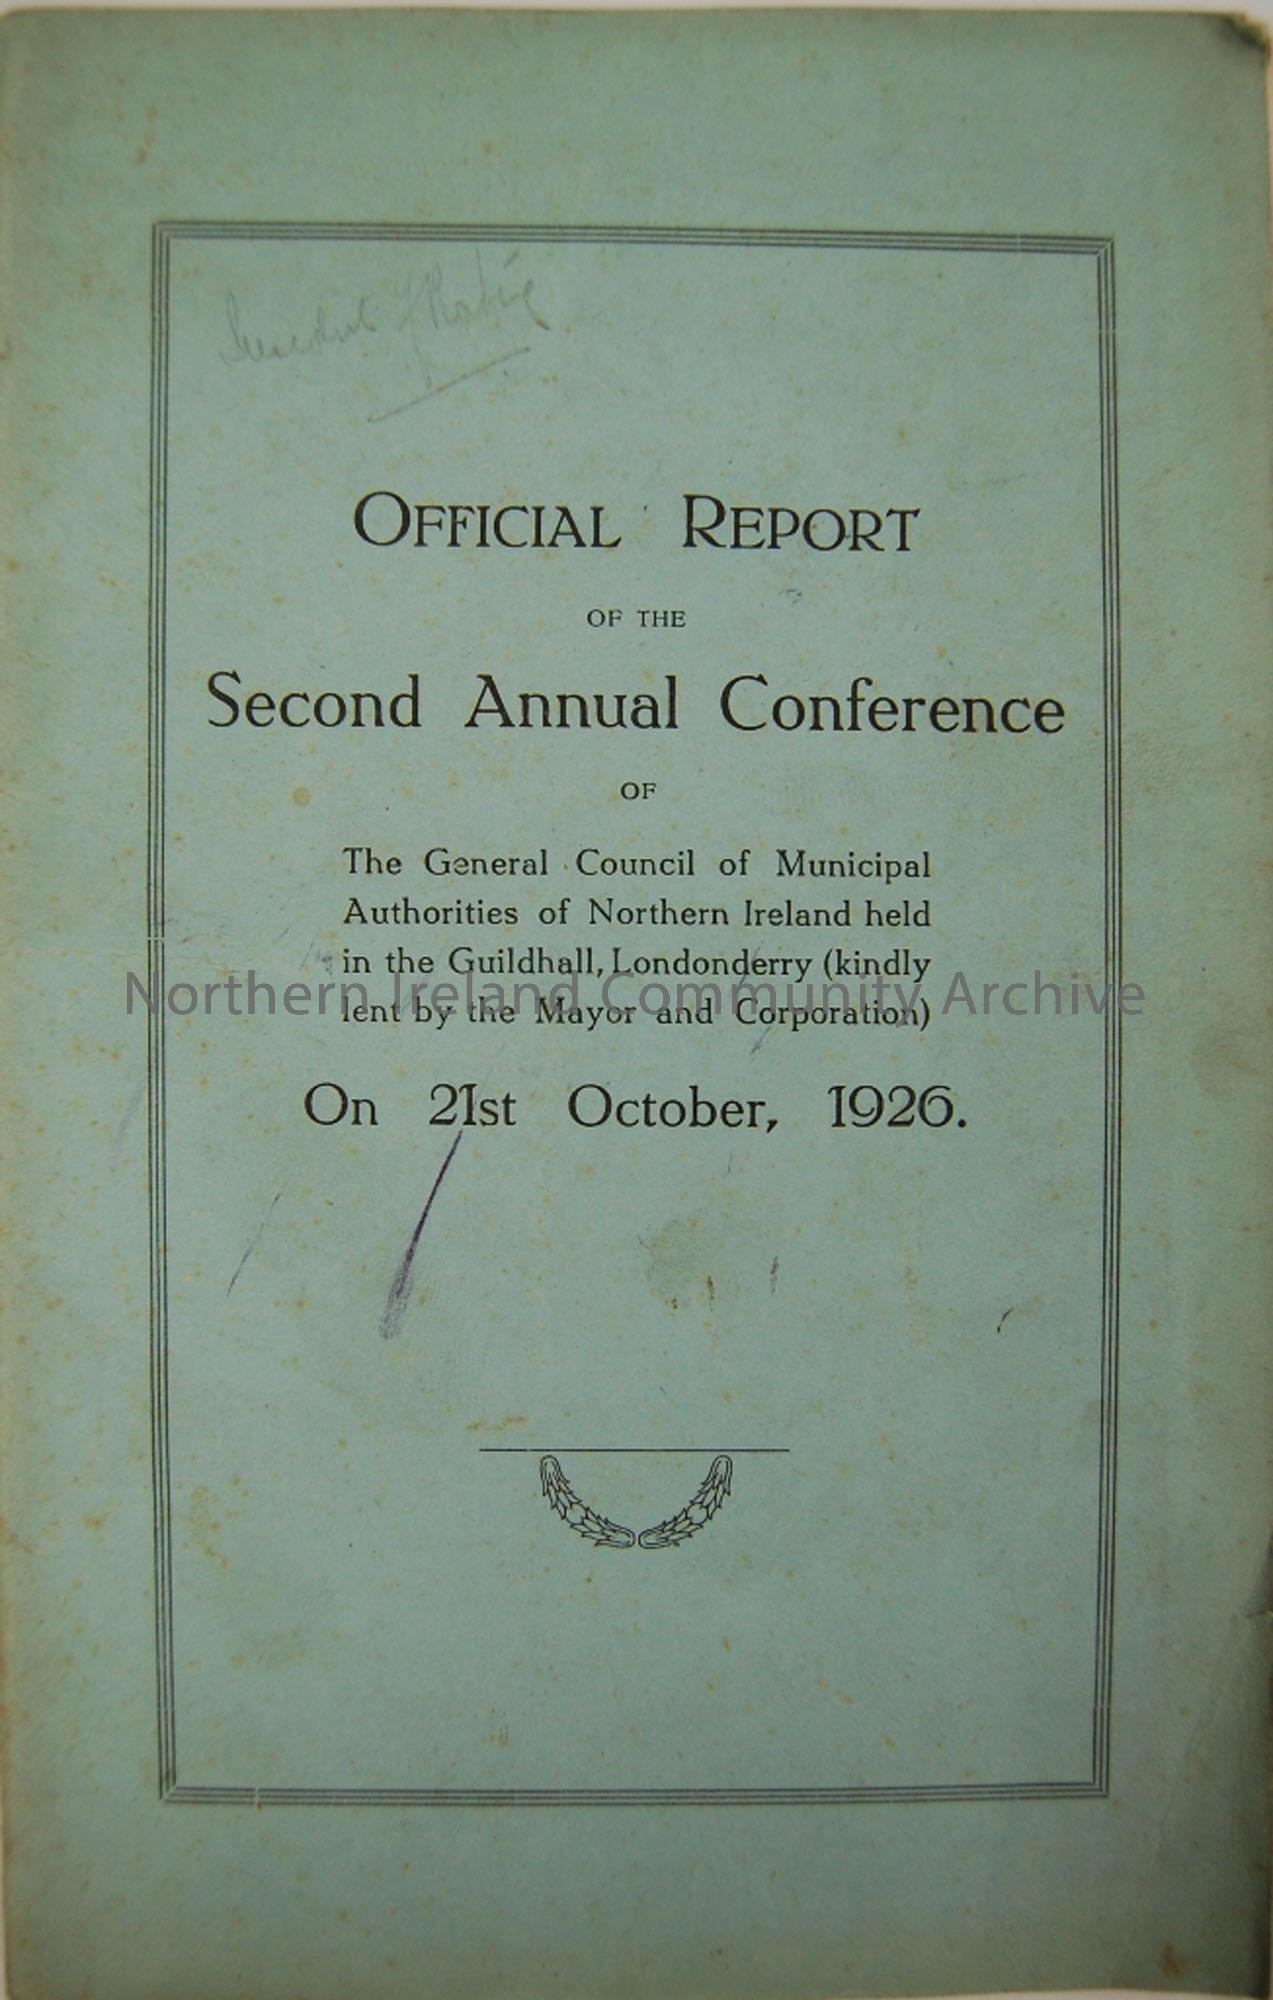 OFFICIAL REPORT
OF THE
Second Annual Conference
OF
The General Council of Municipal
Authorities of Northern Ireland held
in the Guildhall, Londonderry (kindly
lent by the Mayor and Corporation)
Northern Ireland Community Archive
On 21st October, 1926.